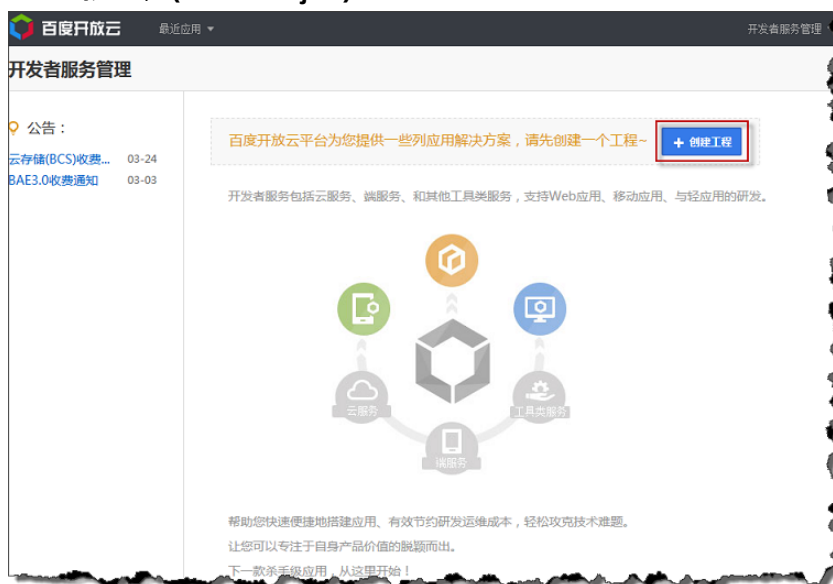 百度开放云 最近应用 开发者服务管理
开发者服务管理
公告：
云存储(BCS)收费... 03-24
BAE3.0收费通知 03-03
百度开放云平台为您提供一些列应用解决方案，请先创建一个工程~ + 创建工程
开发者服务包括云服务、端服务、和其他工具类服务，支持Web应用、移动应用、与轻应用的研发。
云服务
工具类服务
端服务
帮助您快速便捷地搭建应用、有效节约研发运维成本，轻松攻克技术难题。
让您可以专注于自身产品价值的脱颖而出。
下一款杀手级应用，从这里开始！